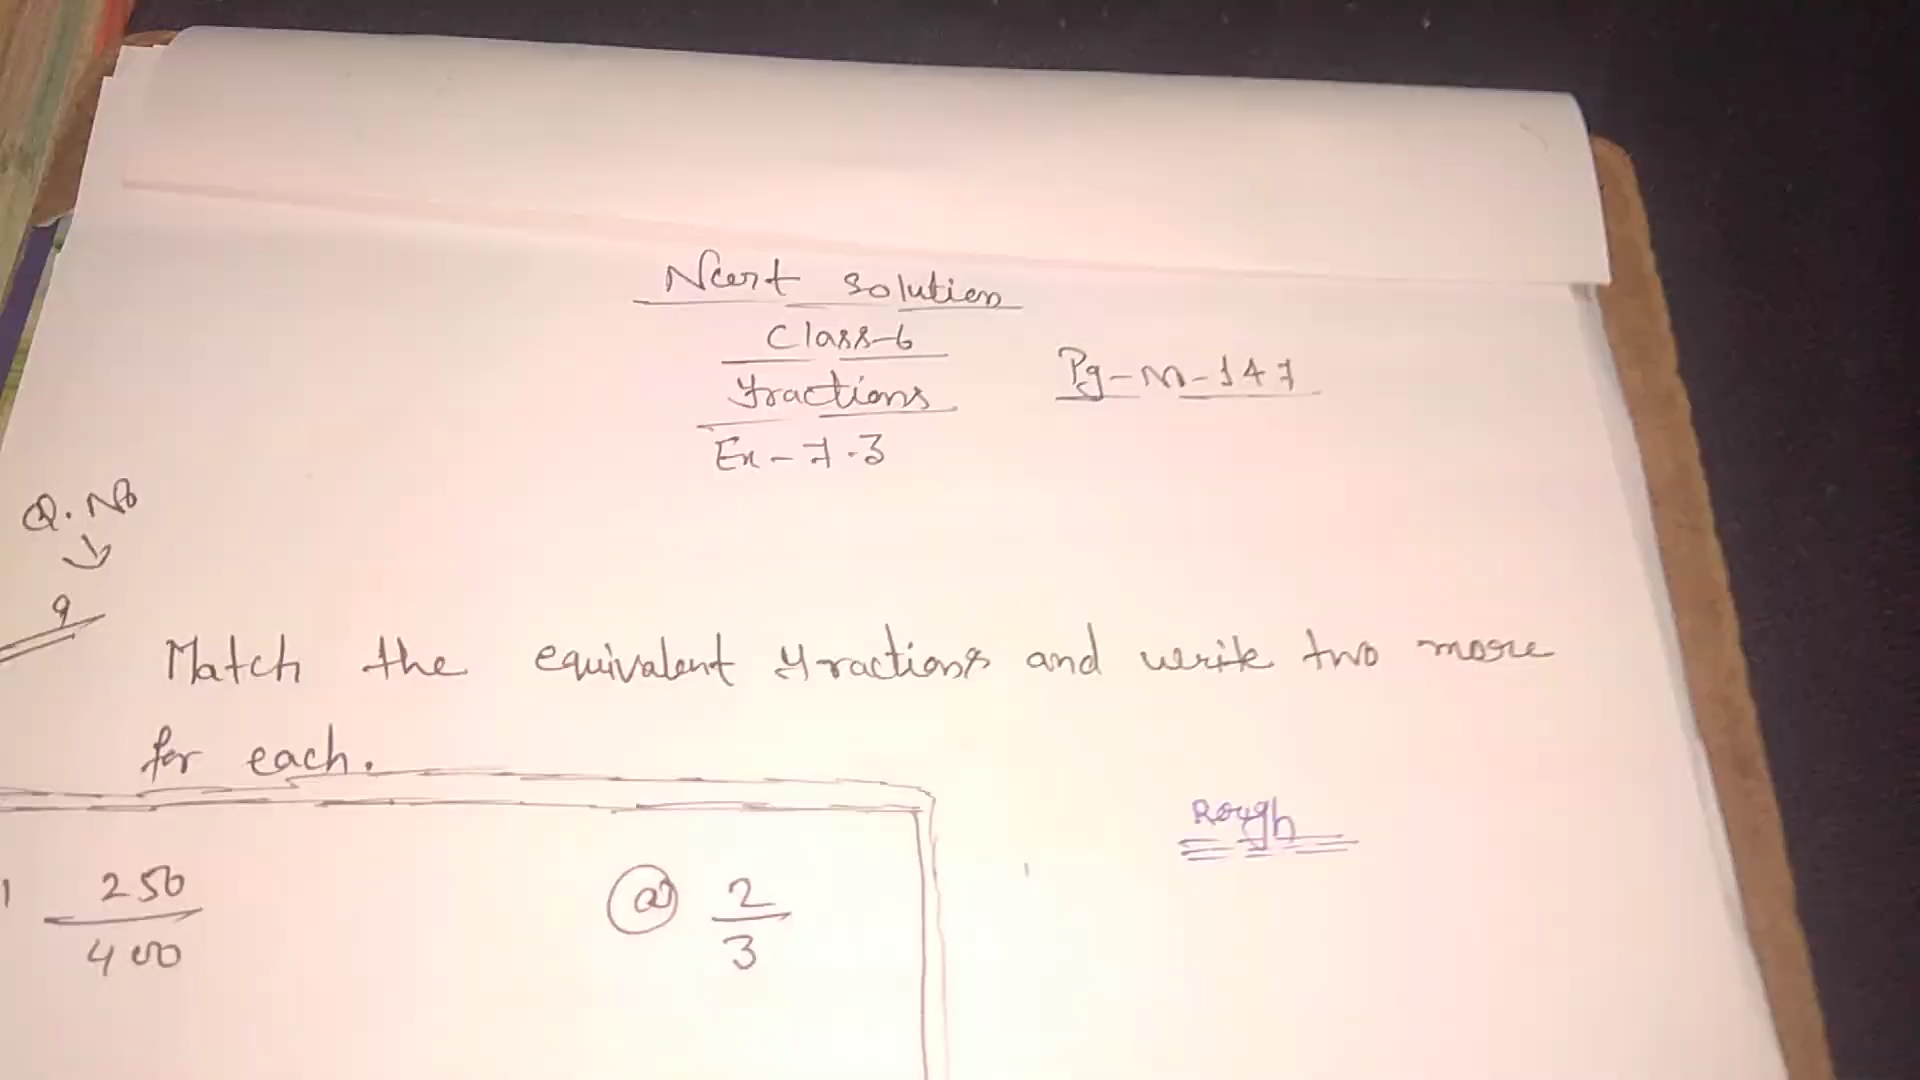 Ncert solution
Class-6
fractions
Pg-N-147
Ex-7.3
Q. No
9
Match the equivalent fractions and write two more
for each.
Rough
250
400
(a) 2
3